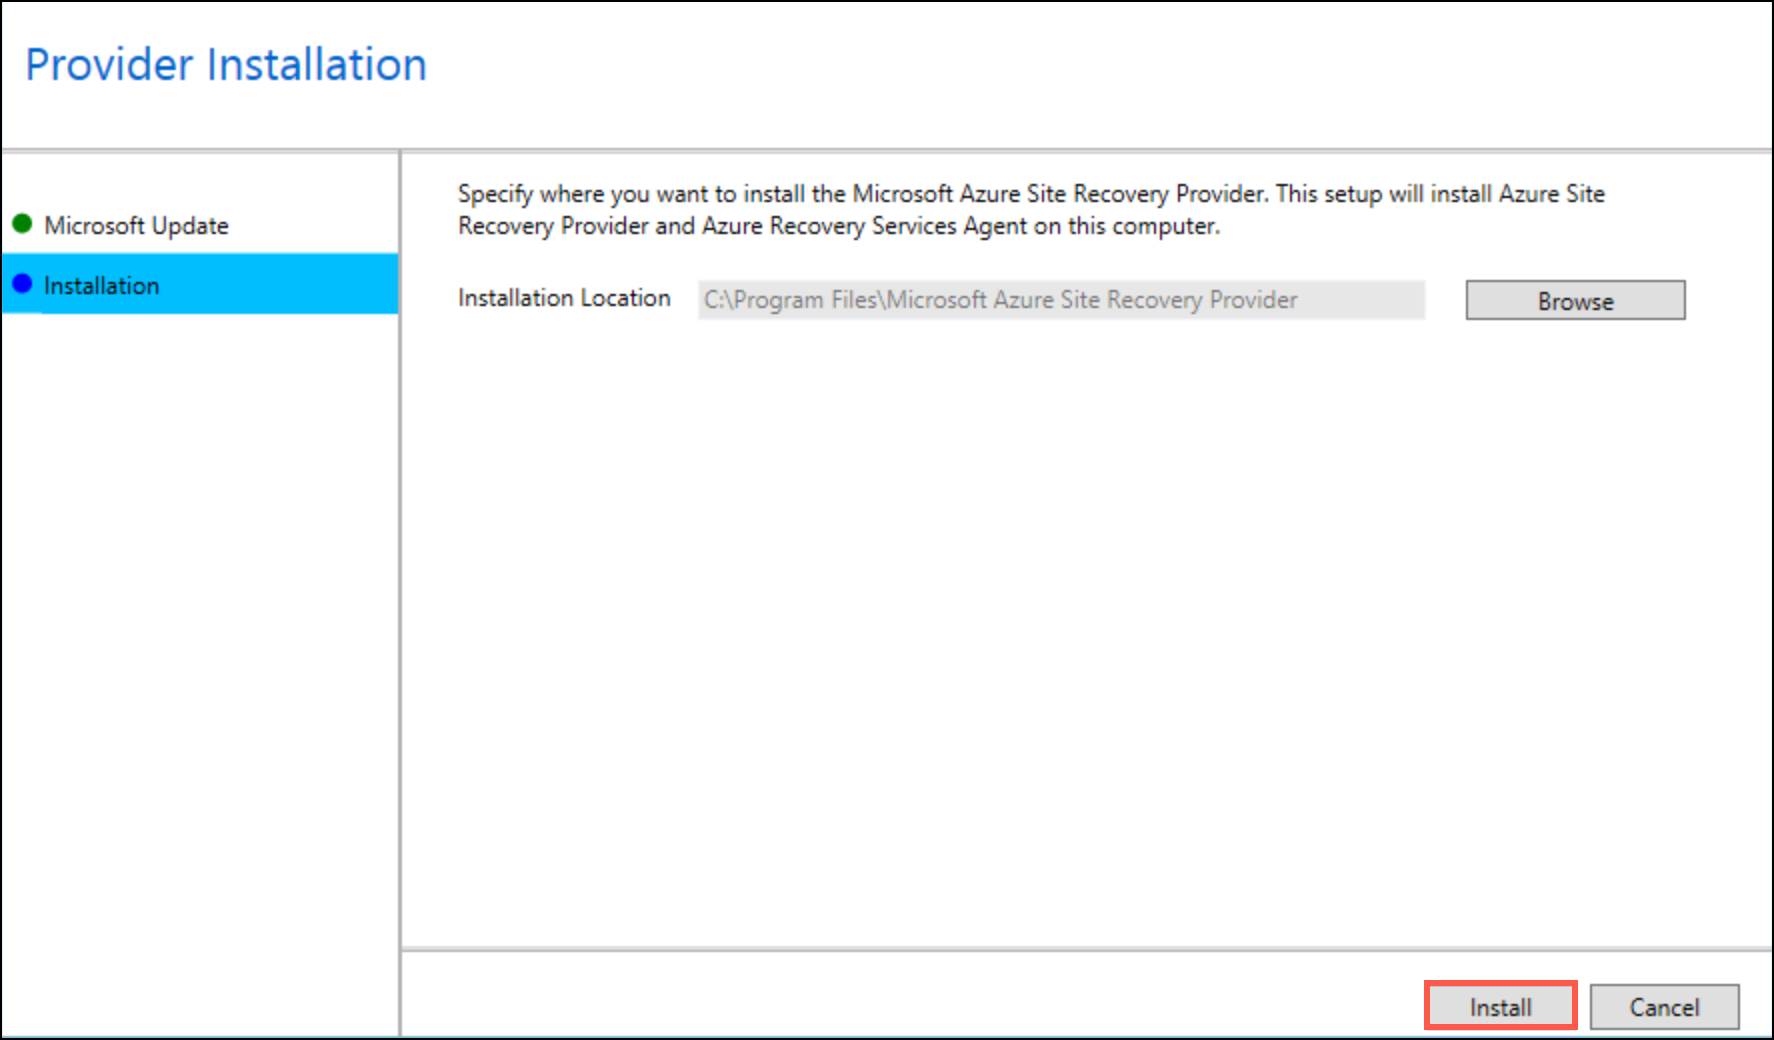 Provider Installation
Microsoft Update
Installation
Specify where you want to install the Microsoft Azure Site Recovery Provider. This setup will install Azure Site
Recovery Provider and Azure Recovery Services Agent on this computer.
Installation Location
C:\Program Files\Microsoft Azure Site Recovery Provider
Browse
Install
Cancel